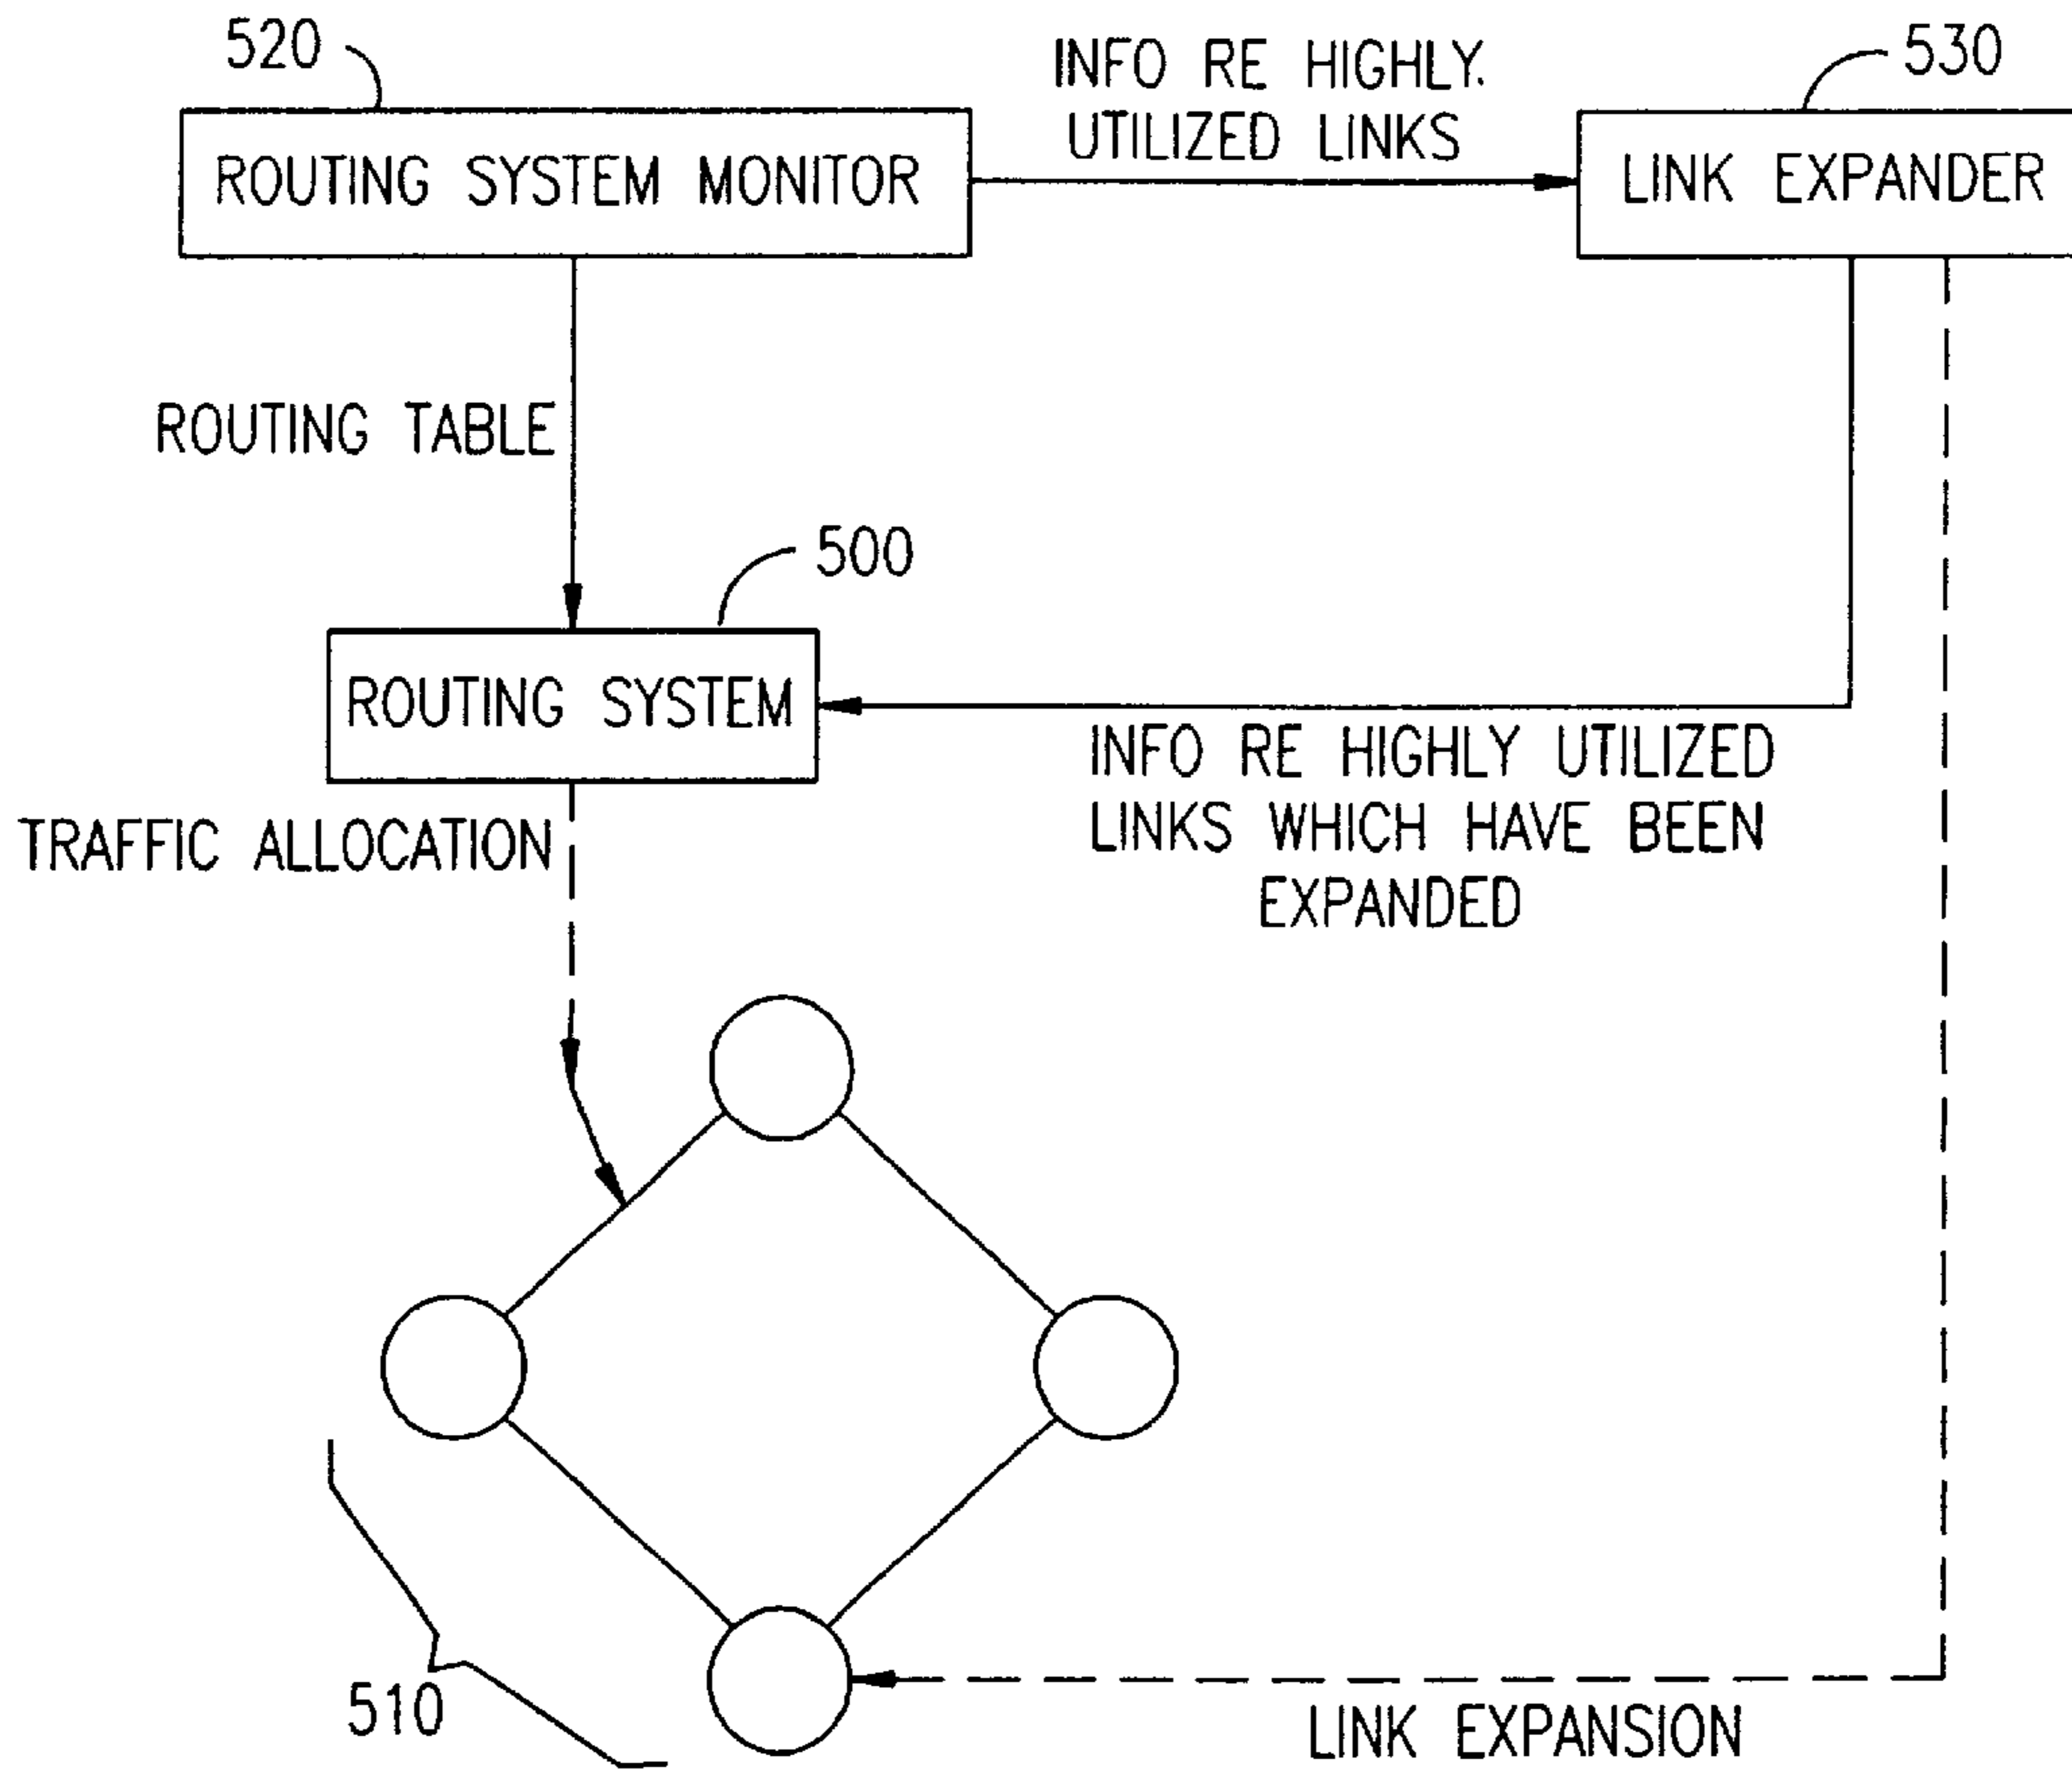 520
INFO RE HIGHLY.
UTILIZED LINKS
530
ROUTING SYSTEM MONITOR
LINK EXPANDER
ROUTING TABLE
500
ROUTING SYSTEM
INFO RE HIGHLY UTILIZED
LINKS WHICH HAVE BEEN
EXPANDED
TRAFFIC ALLOCATION
510
LINK EXPANSION